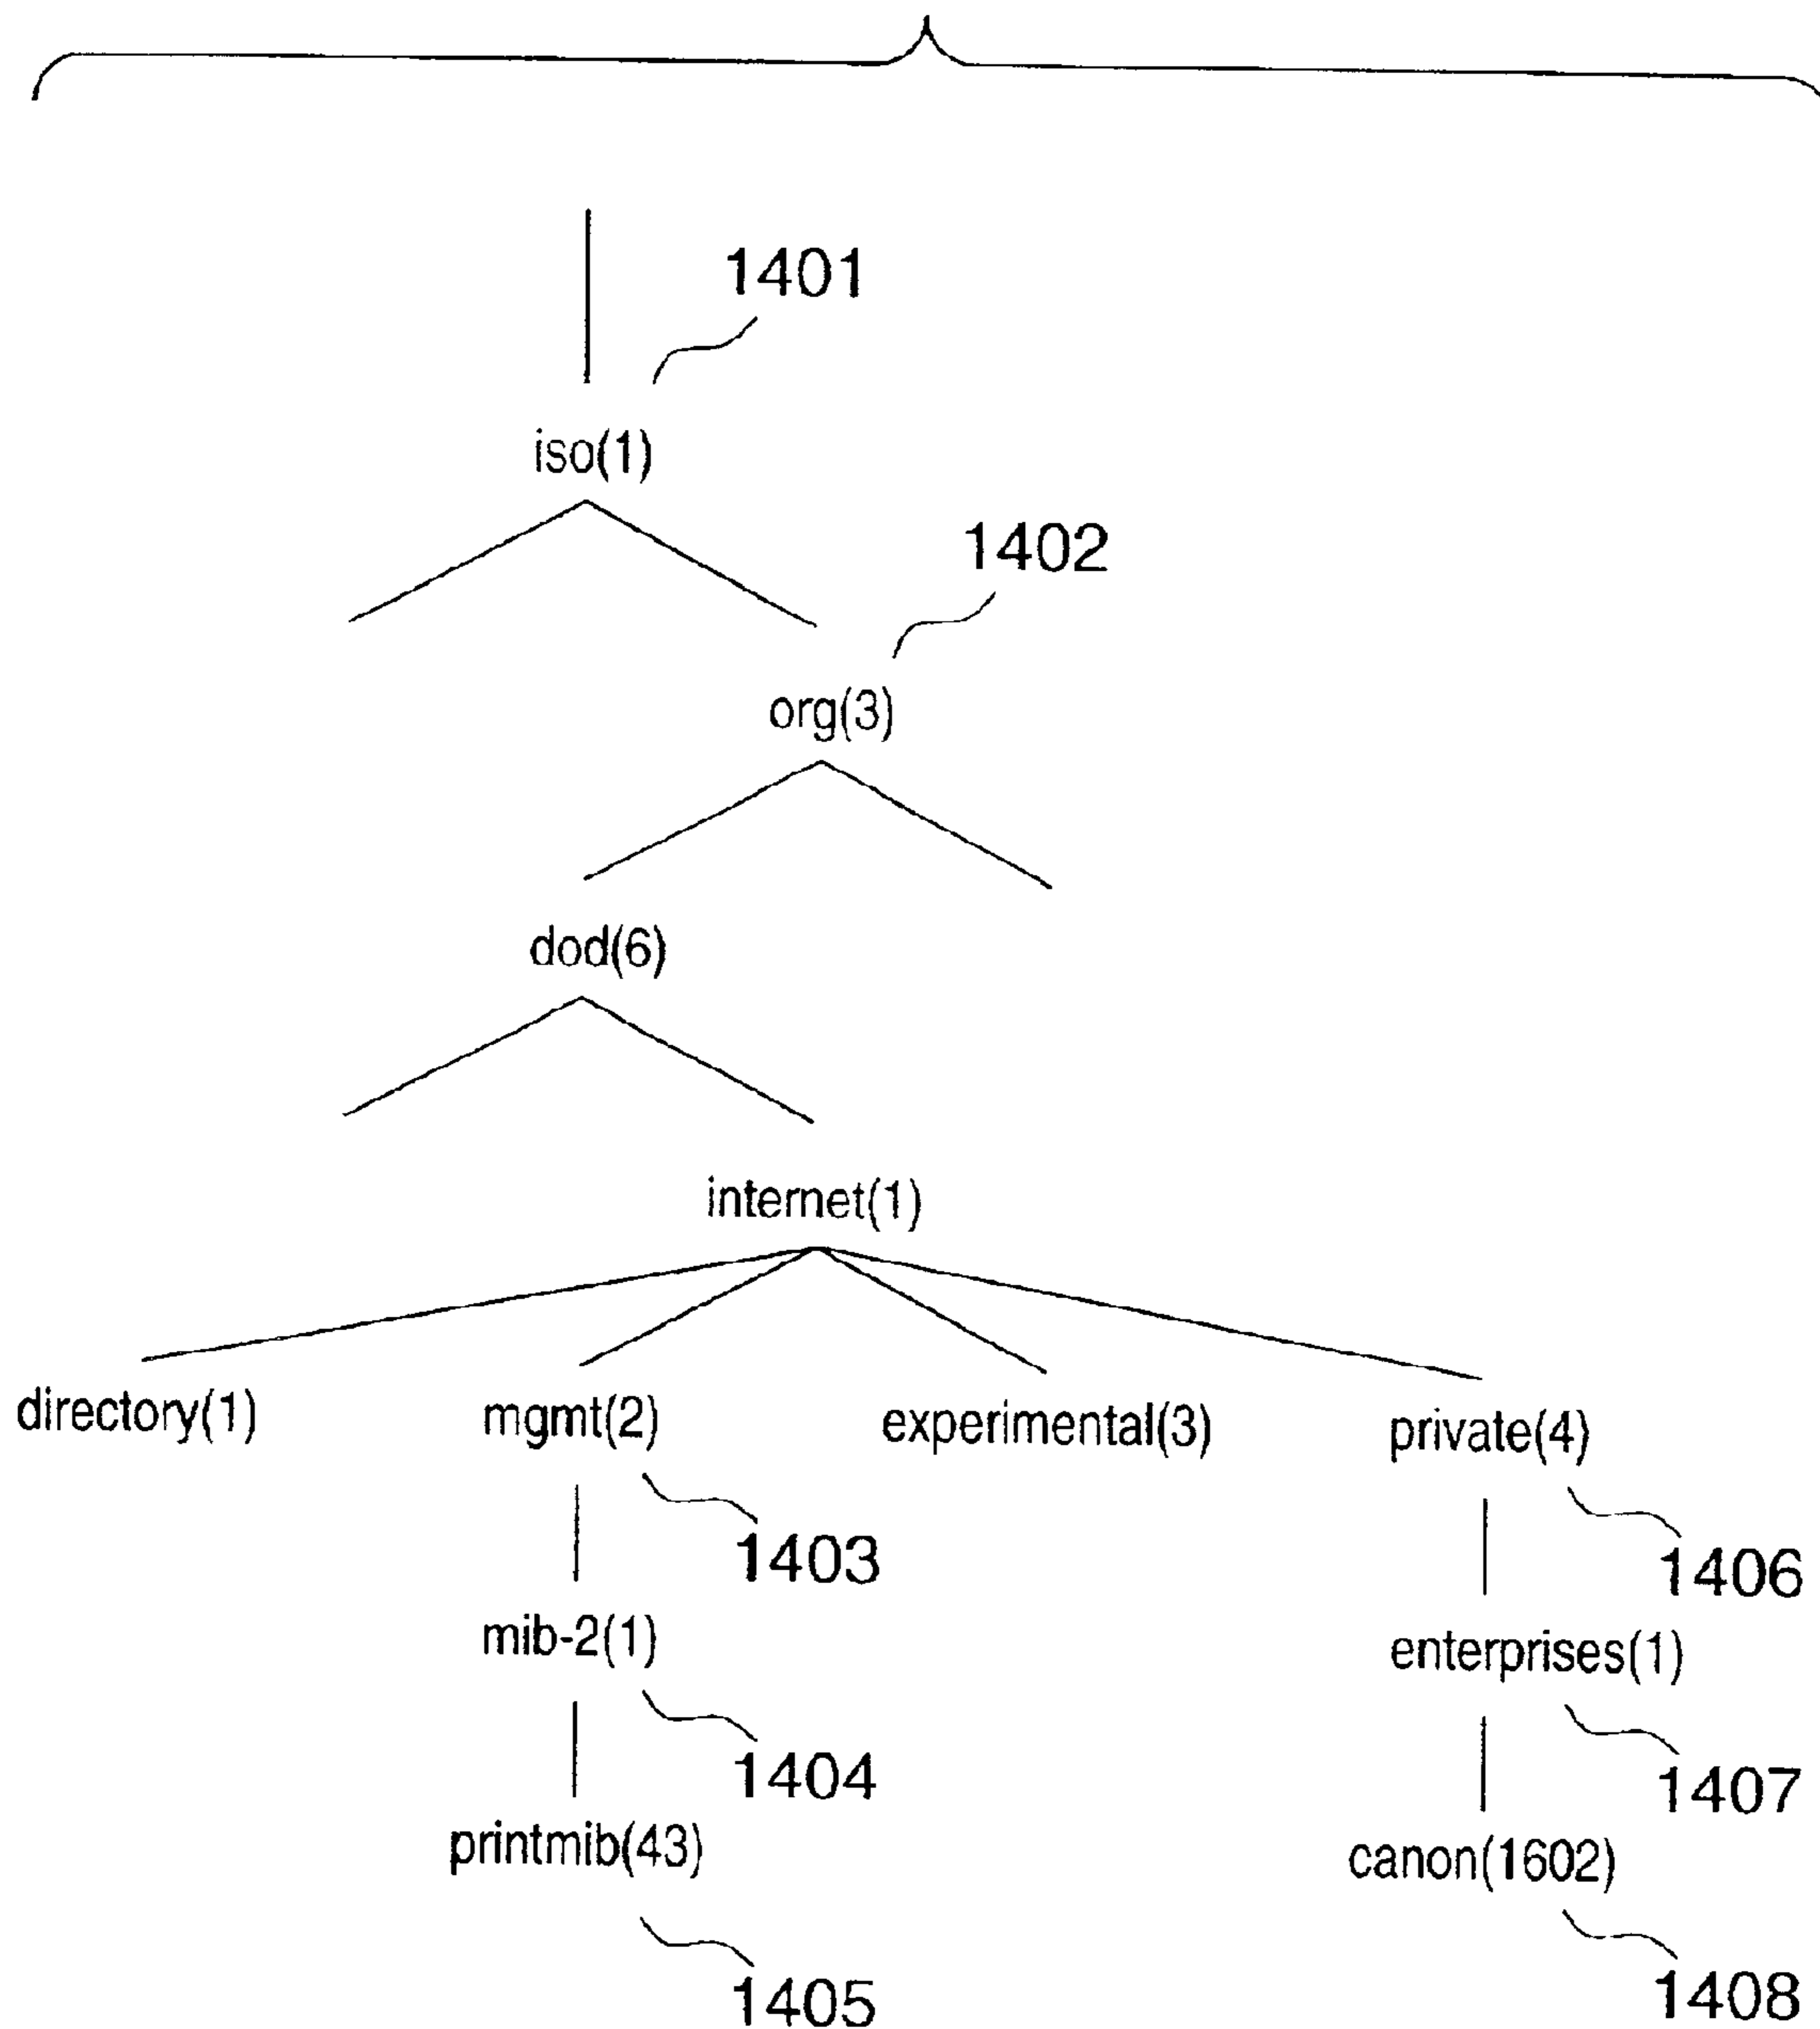 1401
iso(1)
1402
org(3)
dod(6)
internet(1)
directory(1) mgmt(2) experimental(3) private(4)
1403 1406
mib-2(1) enterprises(1)
1404 1407
printmib(43) canon(1602)
1405 1408